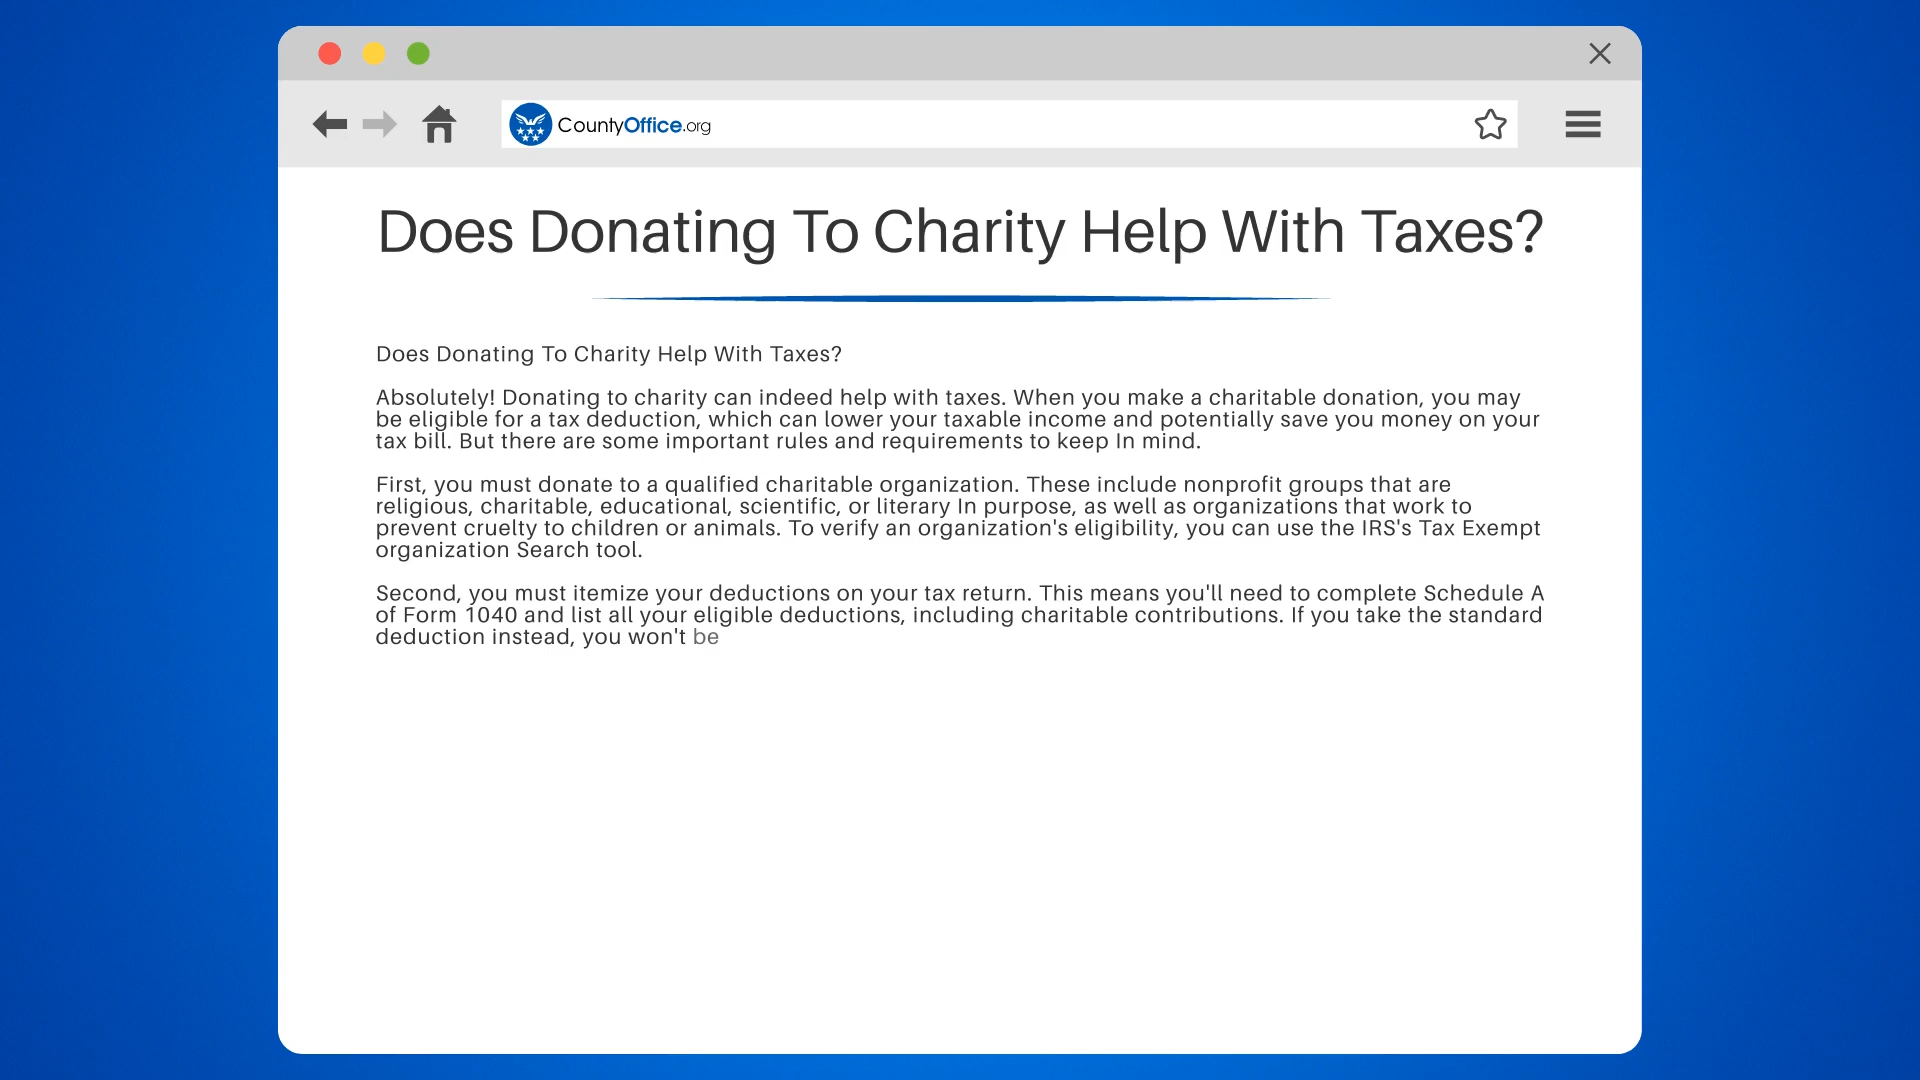 CountyOffice.org
Does Donating To Charity Help With Taxes?
Does Donating To Charity Help With Taxes?
Absolutely! Donating to charity can indeed help with taxes. When you make a charitable donation, you may
be eligible for a tax deduction, which can lower your taxable income and potentially save you money on your
tax bill. But there are some important rules and requirements to keep In mind.
First, you must donate to a qualified charitable organization. These include nonprofit groups that are
religious, charitable, educational, scientific, or literary In purpose, as well as organizations that work to
prevent cruelty to children or animals. To verify an organization's eligibility, you can use the IRS's Tax Exempt
organization Search tool.
Second, you must itemize your deductions on your tax return. This means you'll need to complete Schedule A
of Form 1040 and list all your eligible deductions, including charitable contributions. If you take the standard
deduction instead, you won't be